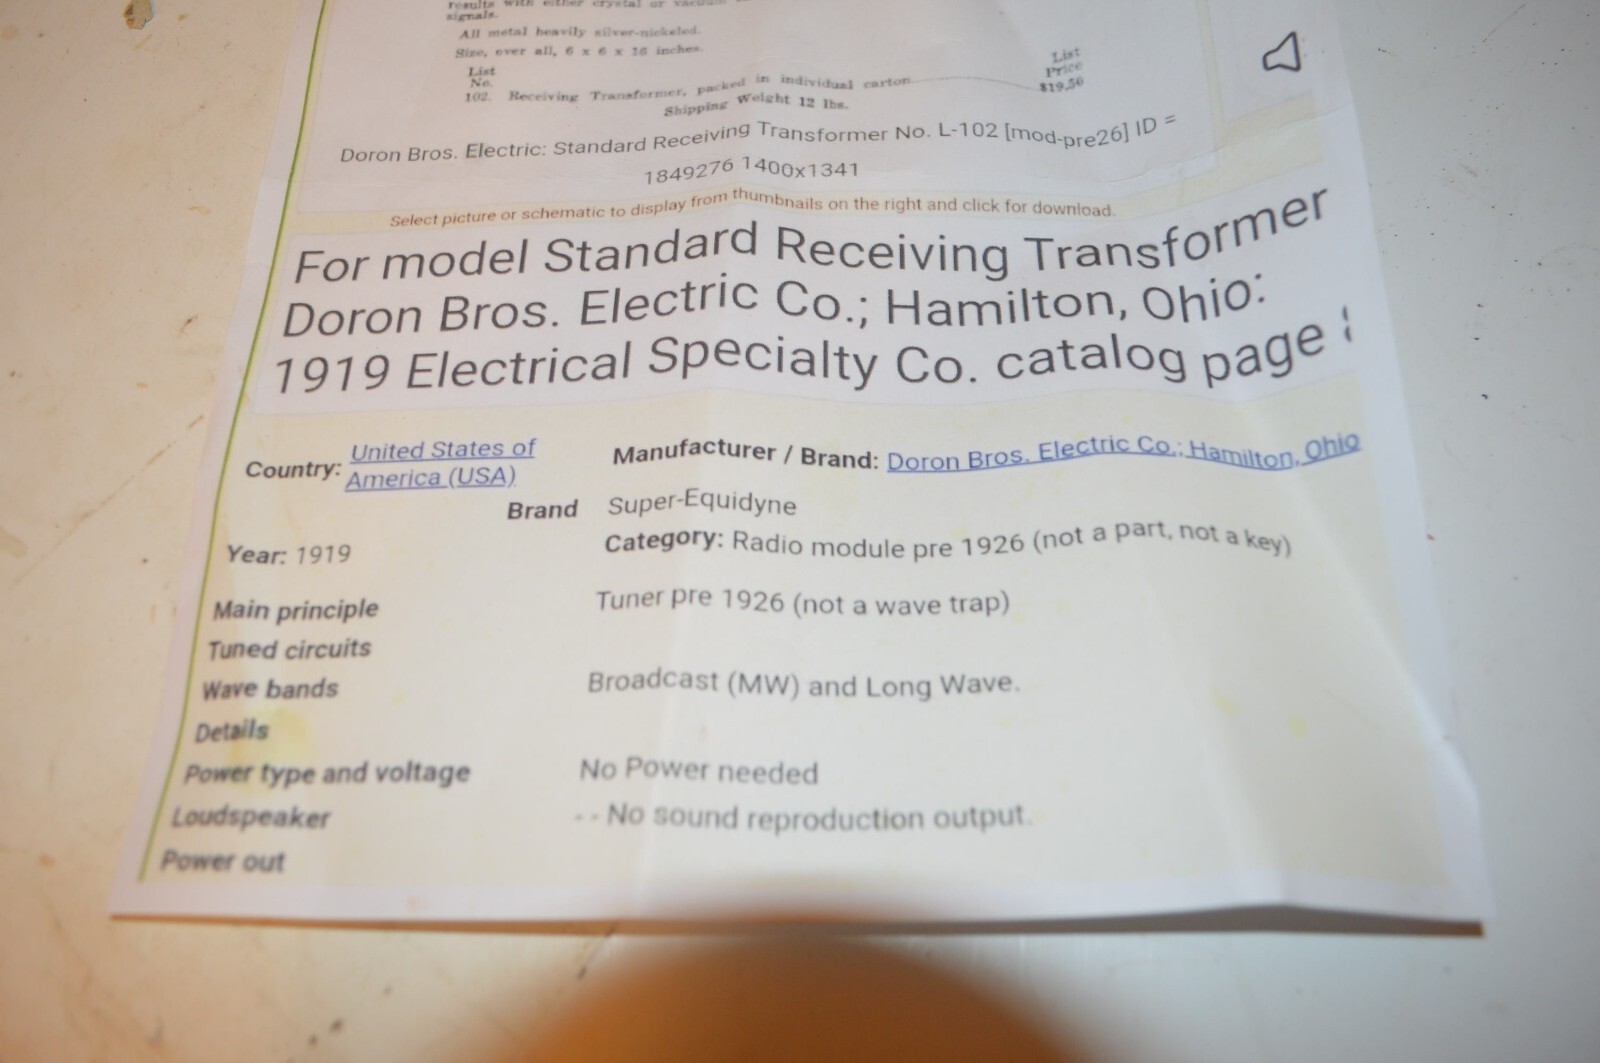 results with either crystal or vacuum
signals.
All metal heavily silver-nickeled.
Size, over all, 6 x 6 x 16 inches.
List
No.
List
Price
102. Receiving Transformer, packed in individual carton $19.50
Shipping Weight 12 lbs.
Doron Bros. Electric: Standard Receiving Transformer No. L-102 [mod-pre26] ID =
1849276 1400x1341
Select picture or schematic to display from thumbnails on the right and click for download.
For model Standard Receiving Transformer
Doron Bros. Electric Co.; Hamilton, Ohio:
1919 Electrical Specialty Co. catalog page
Country: United States of America (USA)
Manufacturer / Brand: Doron Bros. Electric Co.; Hamilton, Ohio
Brand Super-Equidyne
Year: 1919 Category: Radio module pre 1926 (not a part, not a key)
Main principle Tuner pre 1926 (not a wave trap)
Tuned circuits
Wave bands Broadcast (MW) and Long Wave.
Details
Power type and voltage No Power needed
Loudspeaker - - No sound reproduction output.
Power out